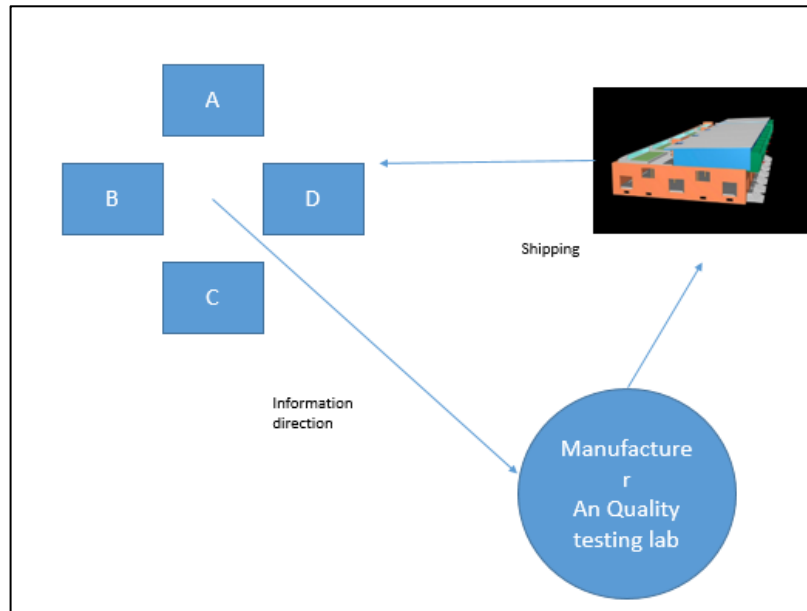 A
B
D
C
Shipping
Information
direction
Manufacture
r
An Quality
testing lab